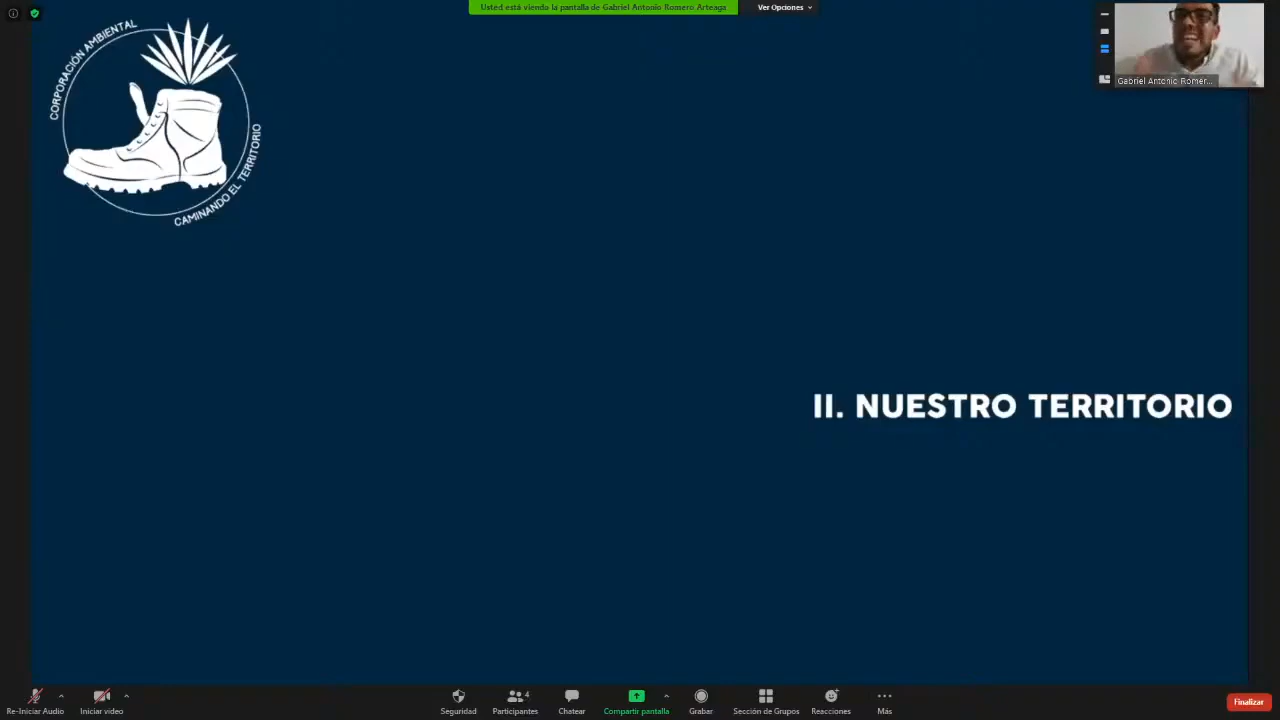 Usted está viendo la pantalla de Gabriel Antonio Romero Arteaga
Ver Opciones
Gabriel Antonio Romer...
CORPORACIÓN AMBIENTAL
CAMINANDO EL TERRITORIO
II. NUESTRO TERRITORIO
Re-Iniciar Audio
Iniciar video
Seguridad
Participantes
4
Chatear
Compartir pantalla
Grabar
Sección de Grupos
Reacciones
Más
Finalizar